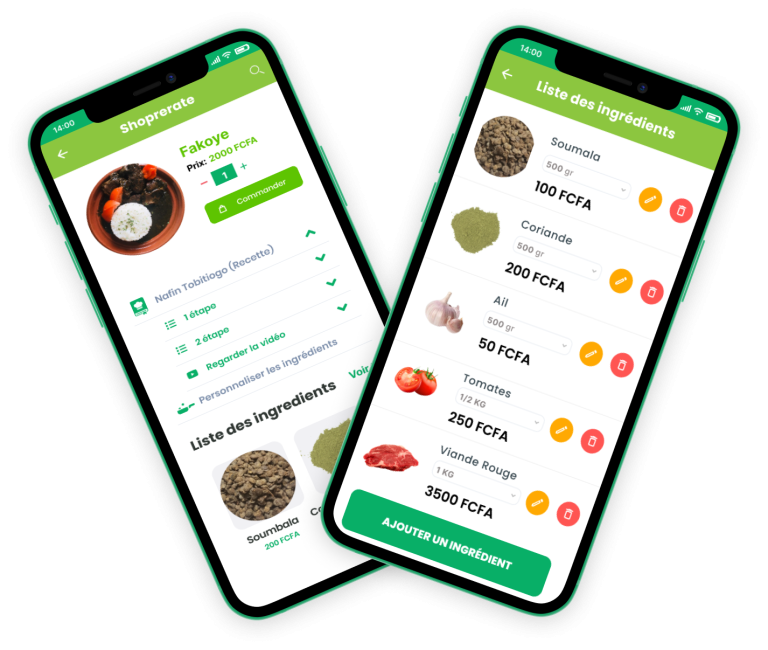 14:00
Shoprerate
Fakoye
Prix: 2000 FCFA
− 1 +
Commander
Nafin Tobitiogo (Recette)
1 étape
2 étape
Regarder la vidéo
Personnaliser les ingrédients
Liste des ingredients
Voir
Soumbala
200 FCFA
14:00
Liste des ingrédients
Soumala
500 gr
100 FCFA
Coriande
500 gr
200 FCFA
Ail
500 gr
50 FCFA
Tomates
1/2 KG
250 FCFA
Viande Rouge
1 KG
3500 FCFA
AJOUTER UN INGRÉDIENT